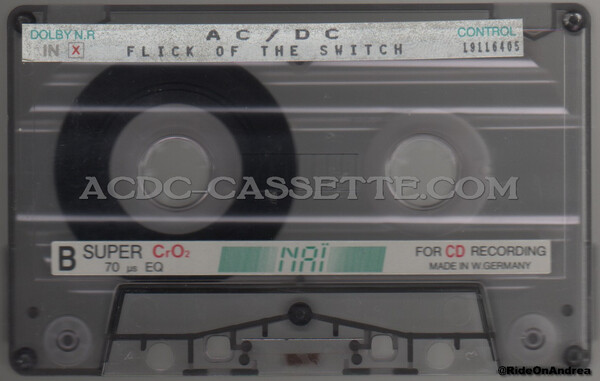 DOLBY N.R
IN X
AC/DC
FLICK OF THE SWITCH
CONTROL
19116405
ACDC-CASSETTE.COM
B SUPER CrO2
70 µs EQ
NAÏ
FOR CD RECORDING
MADE IN W.GERMANY
@RideOnAndrea